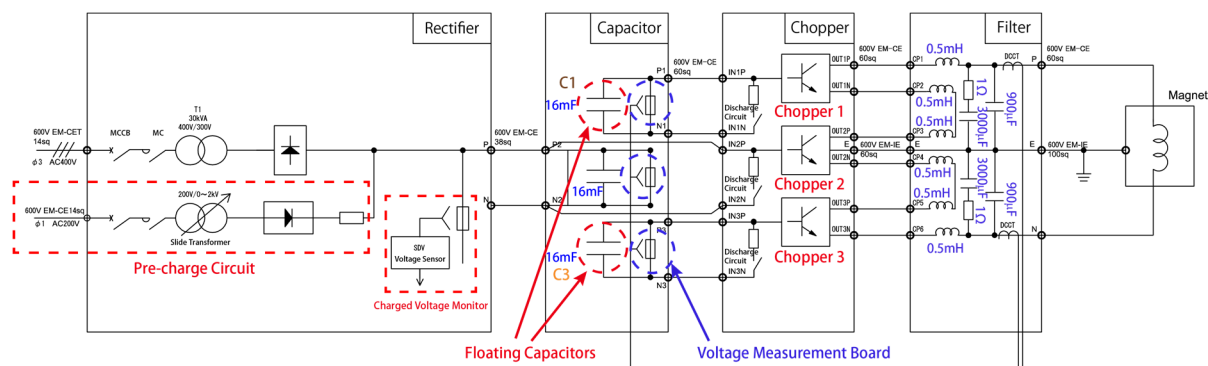 Rectifier
Capacitor
Chopper
Filter
600V EM-CET
14sq
φ3 AC400V
MCCB
MC
T1
30kVA
400V/300V
600V EM-CE14sq
φ1 AC200V
200V/0～2kV
Slide Transformer
Pre-charge Circuit
SDV
Voltage Sensor
Charged Voltage Monitor
P
N
600V EM-CE
38sq
P2
N2
C1
16mF
16mF
16mF
C3
P1
N1
P3
N3
600V EM-CE
60sq
Floating Capacitors
Voltage Measurement Board
IN1P
Discharge
Circuit
IN1N
IN2P
IN2N
IN3P
Discharge
Circuit
IN3N
Chopper 1
Chopper 2
Chopper 3
OUT1P
OUT1N
OUT2P
OUT2N
OUT3P
OUT3N
600V EM-CE
60sq
E
600V EM-IE
60sq
E
CP1
CP2
CP3
CP4
CP5
CP6
0.5mH
0.5mH
0.5mH
0.5mH
0.5mH
0.5mH
1Ω
3000μF
900μF
3000μF
1Ω
900μF
DCCT
DCCT
P
E
N
600V EM-CE
60sq
600V EM-IE
100sq
Magnet